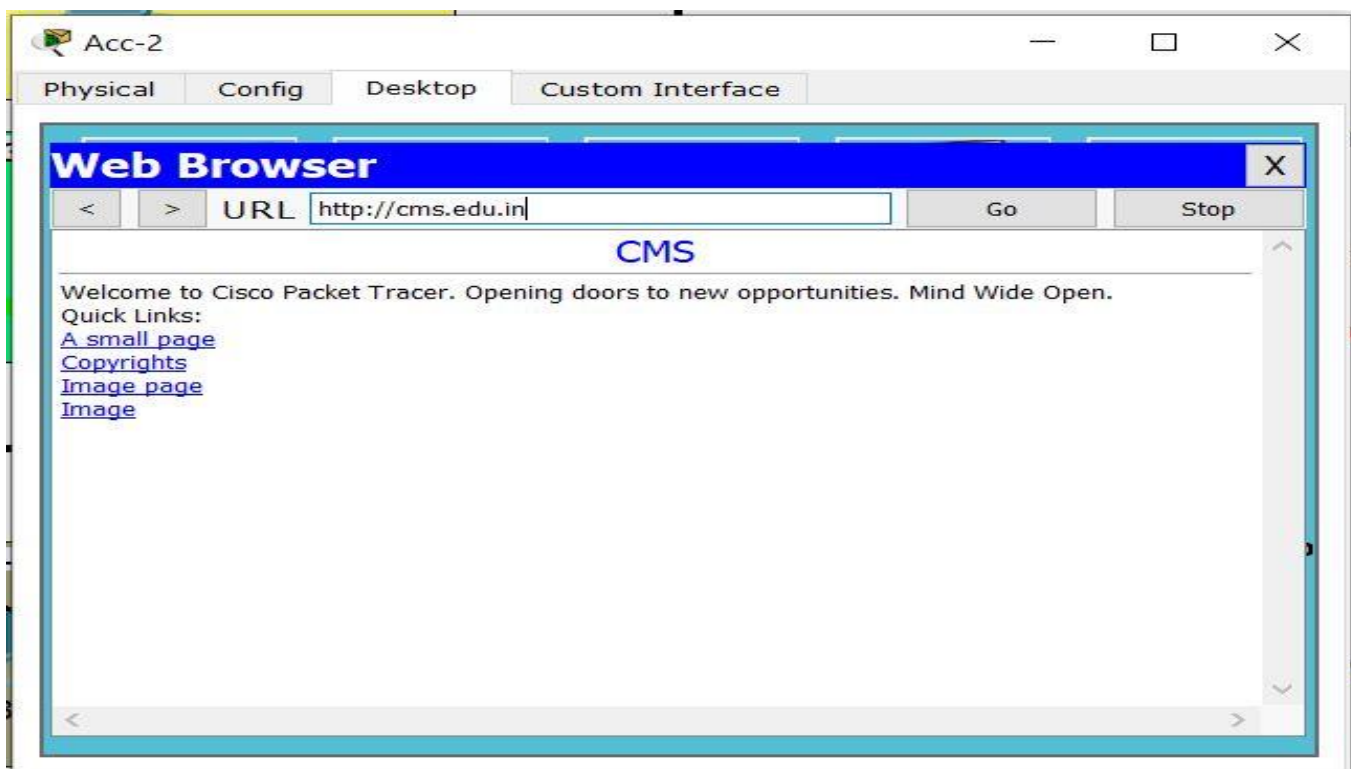 Acc-2
Physical Config Desktop Custom Interface
Web Browser X
< > URL http://cms.edu.in Go Stop
CMS
Welcome to Cisco Packet Tracer. Opening doors to new opportunities. Mind Wide Open.
Quick Links:
A small page
Copyrights
Image page
Image